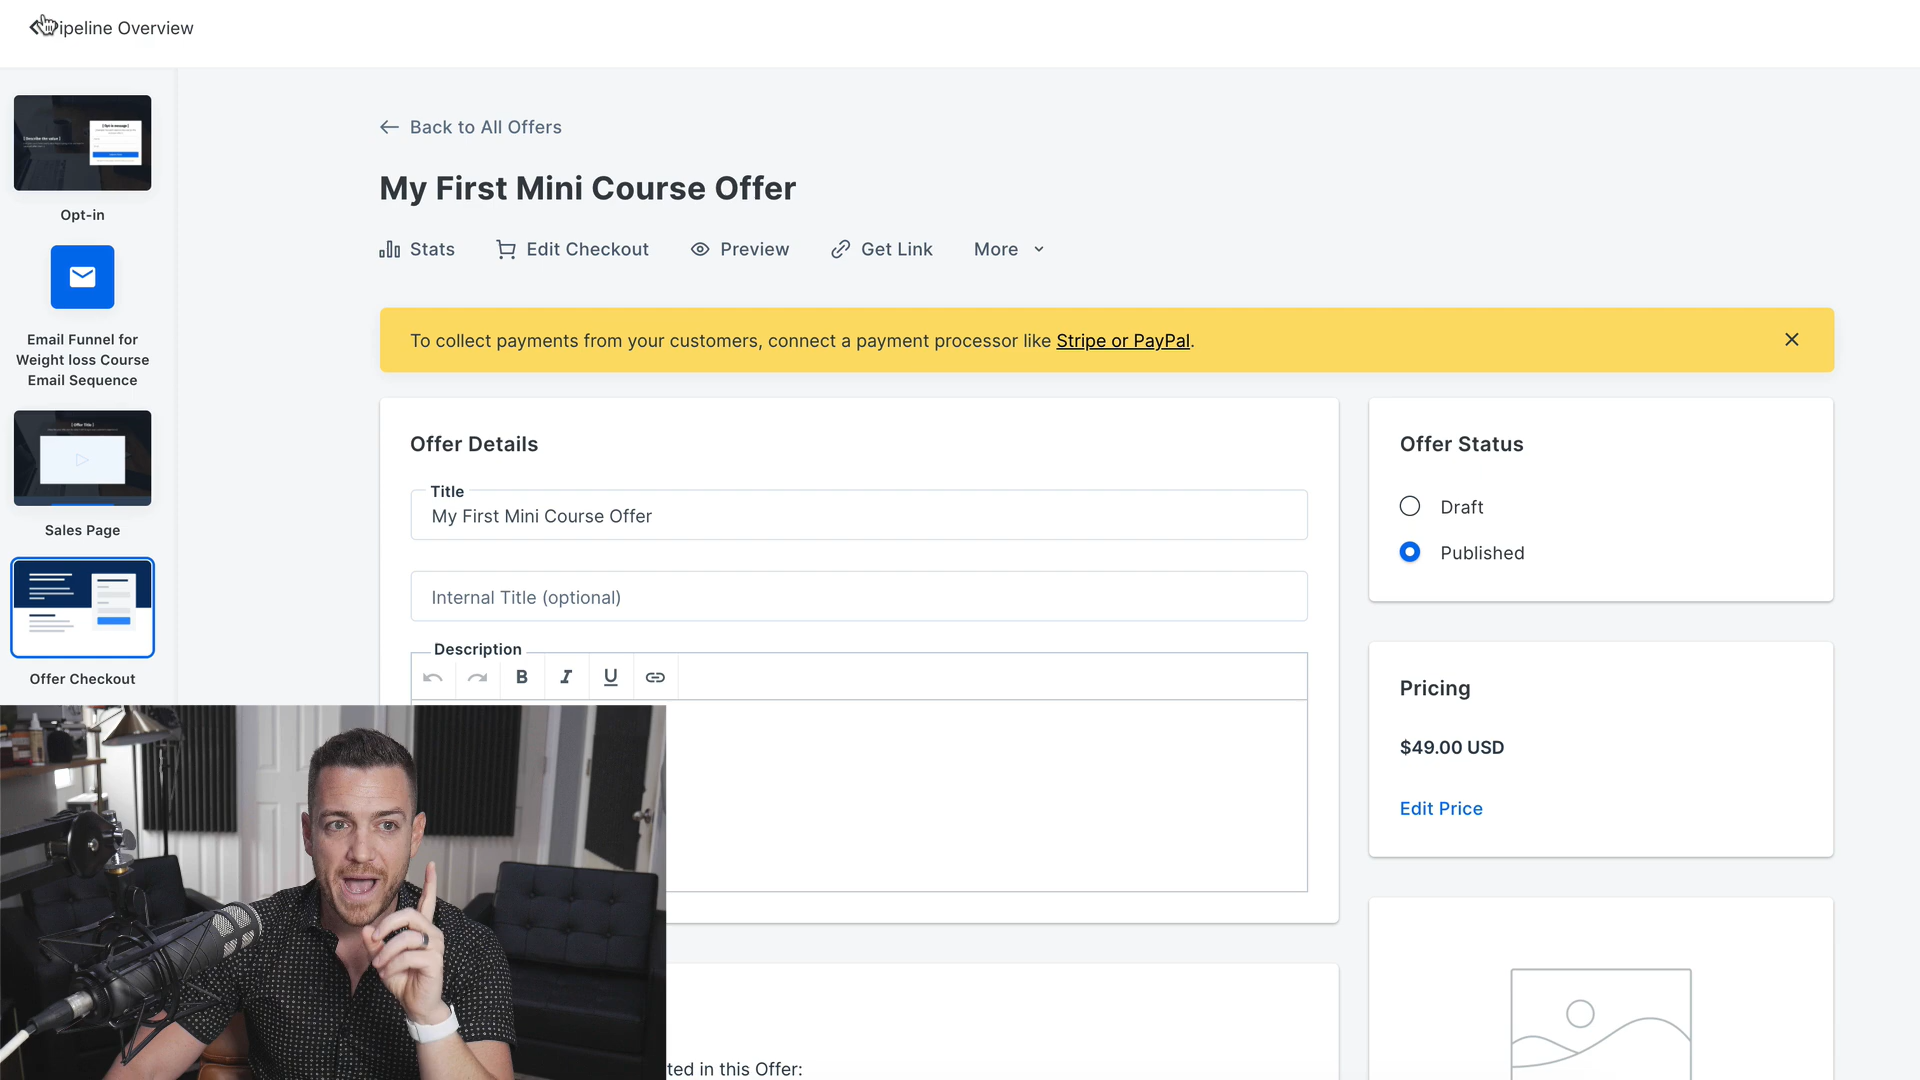 Pipeline Overview
Opt-in
Email Funnel for
Weight loss Course
Email Sequence
[ Offer Title ]
Sales Page
Offer Checkout
Back to All Offers
My First Mini Course Offer
Stats
Edit Checkout
Preview
Get Link
More
To collect payments from your customers, connect a payment processor like Stripe or PayPal.
Offer Details
Title
My First Mini Course Offer
Internal Title (optional)
Description
B I U
ted in this Offer:
Offer Status
Draft
Published
Pricing
$49.00 USD
Edit Price